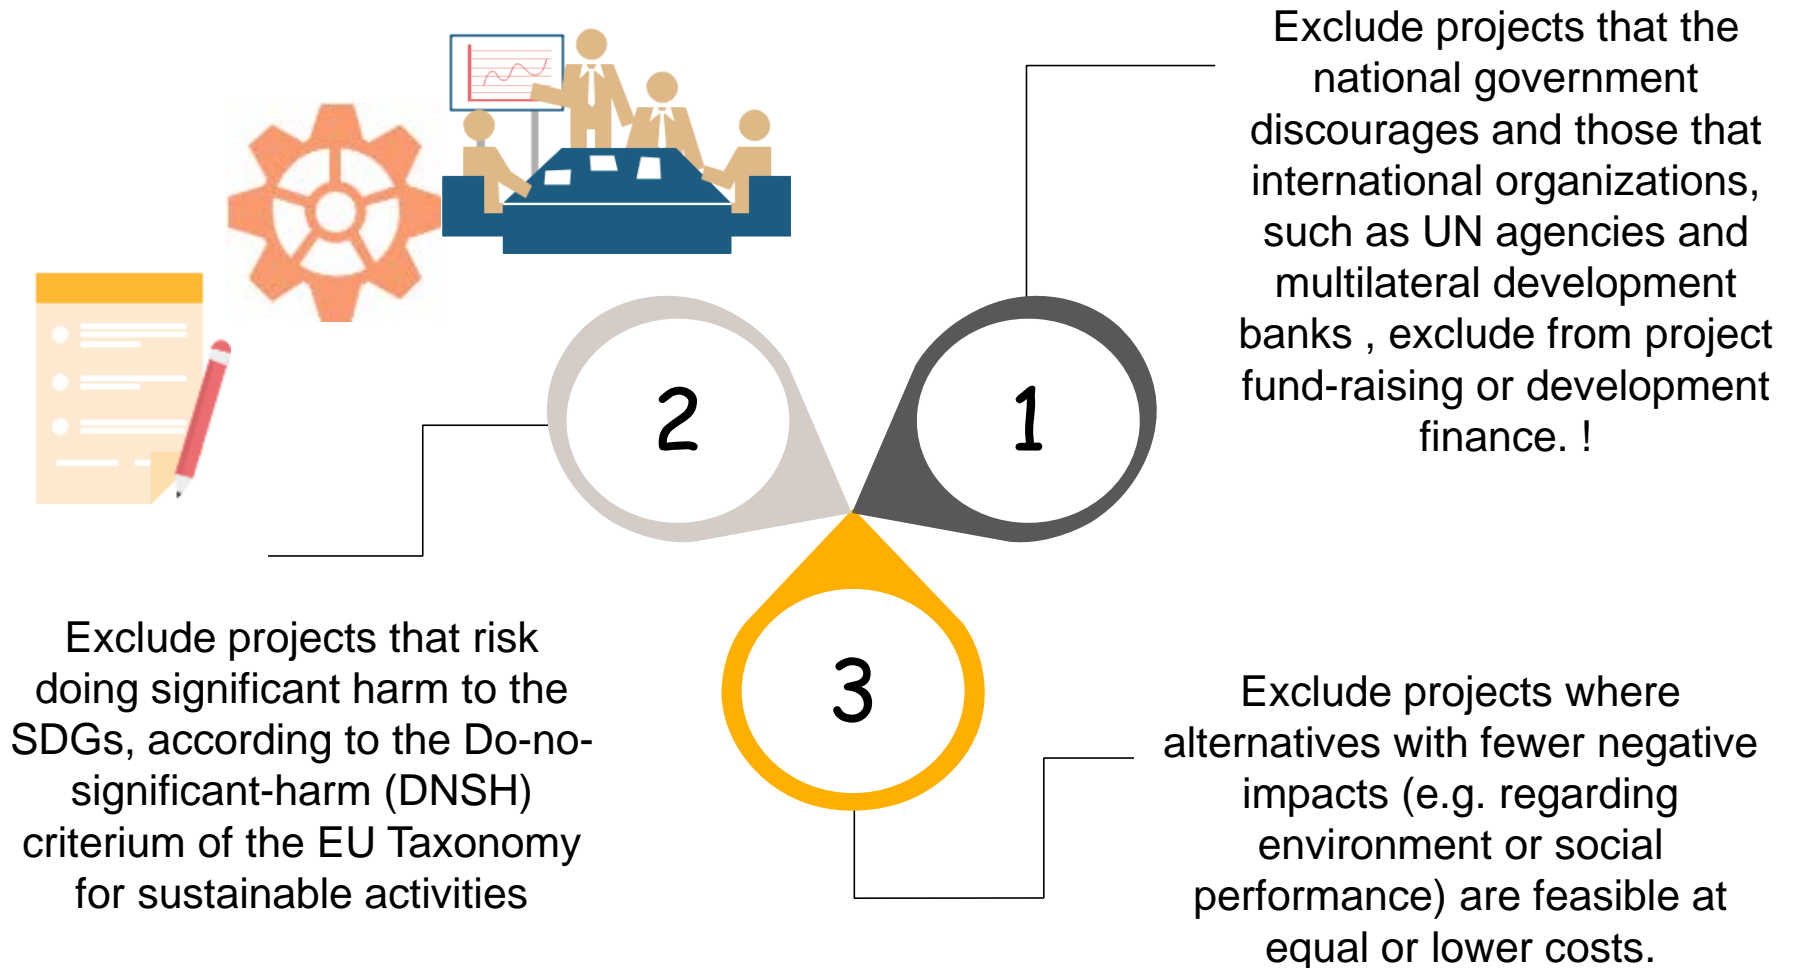 1
Exclude projects that the
national government
discourages and those that
international organizations,
such as UN agencies and
multilateral development
banks , exclude from project
fund-raising or development
finance. !
2
Exclude projects that risk
doing significant harm to the
SDGs, according to the Do-no-
significant-harm (DNSH)
criterium of the EU Taxonomy
for sustainable activities
3
Exclude projects where
alternatives with fewer negative
impacts (e.g. regarding
environment or social
performance) are feasible at
equal or lower costs.